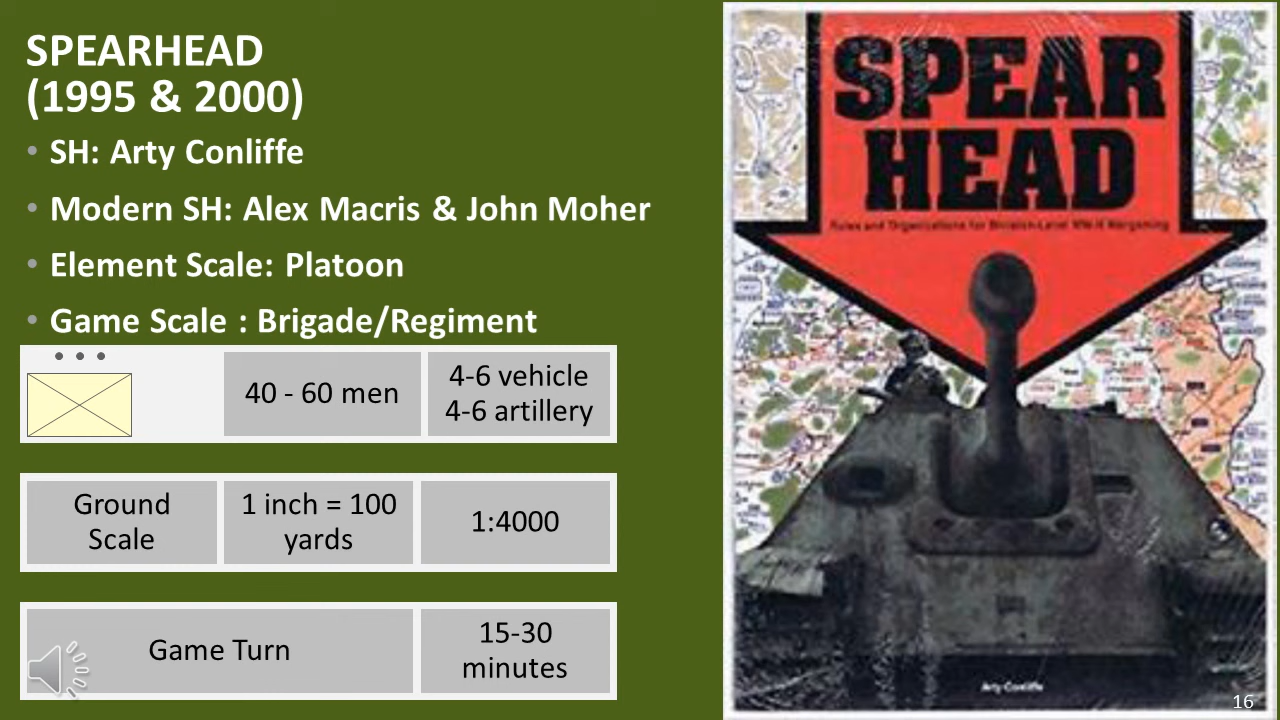 SPEARHEAD
(1995 & 2000)
• SH: Arty Conliffe
• Modern SH: Alex Macris & John Moher
• Element Scale: Platoon
• Game Scale : Brigade/Regiment
40 - 60 men
4-6 vehicle
4-6 artillery
Ground
Scale
1 inch = 100
yards
1:4000
Game Turn
15-30
minutes
SPEAR
HEAD
Rules and Organizations for Division-Level WW-II Wargaming
Arty Conliffe
16